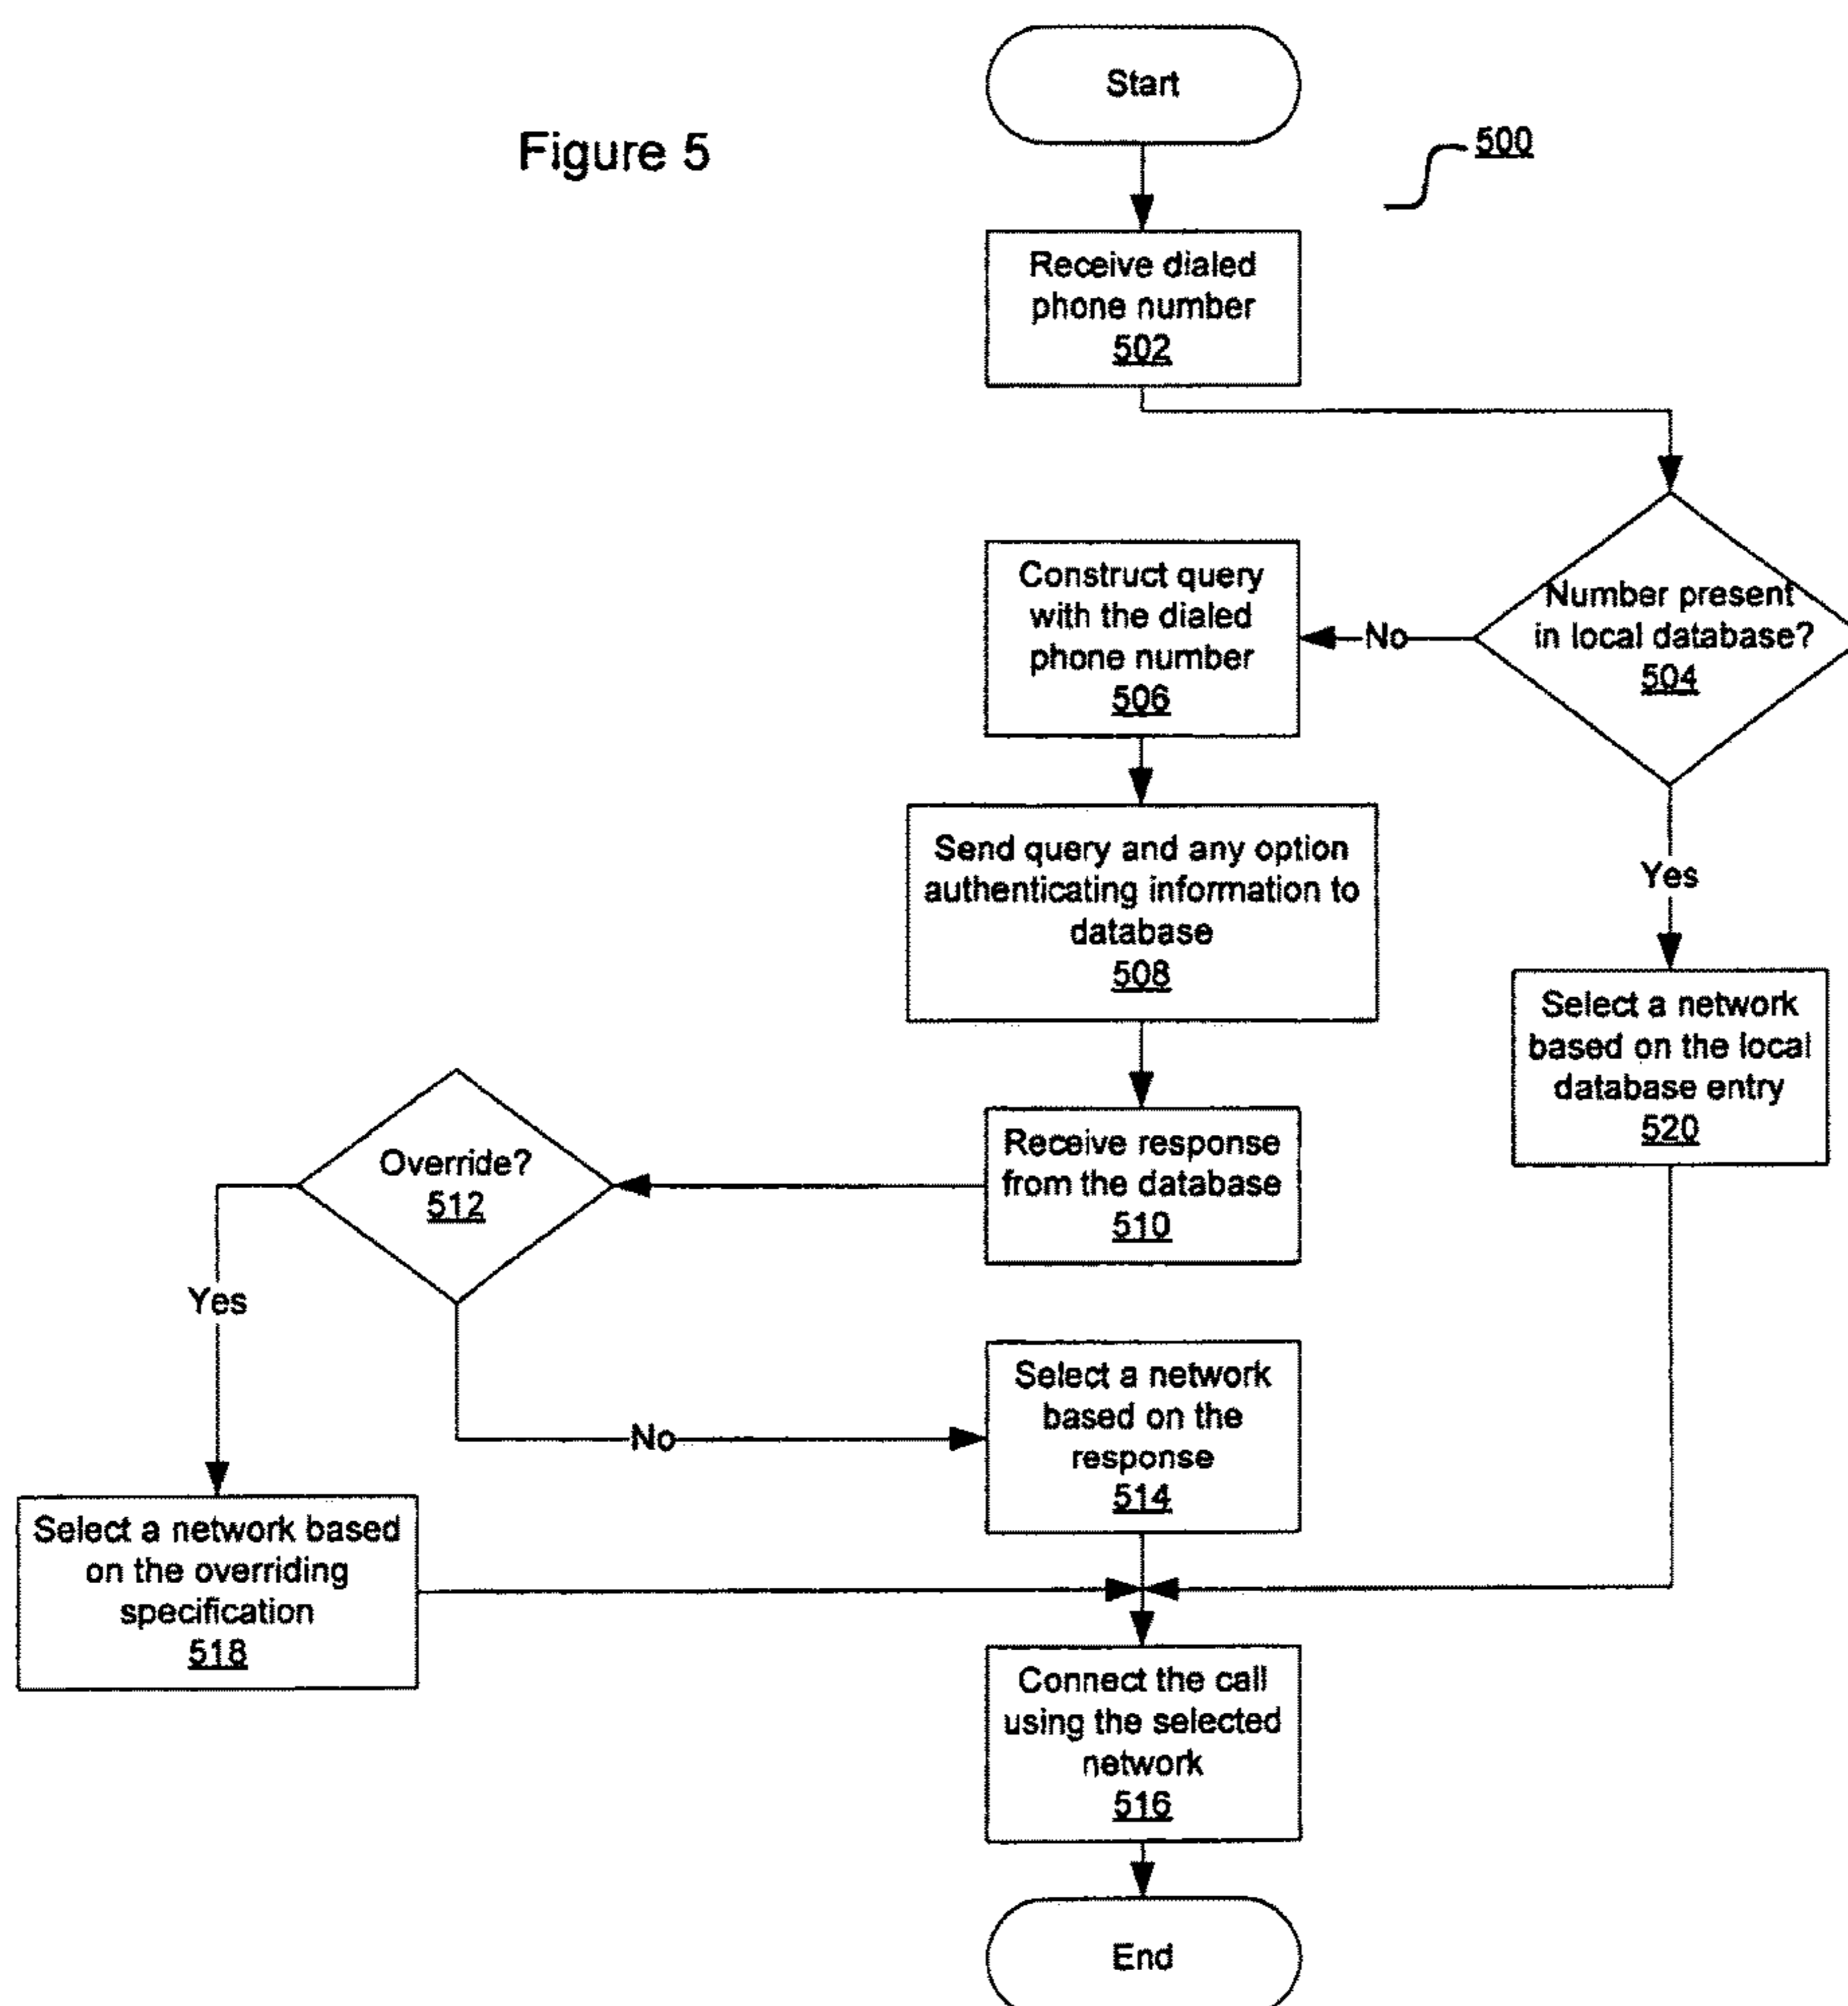 Start
Figure 5
500
Receive dialed
phone number
502
Number present
in local database?
504
No
Construct query
with the dialed
phone number
506
Send query and any option
authenticating information to
database
508
Yes
Select a network
based on the local
database entry
520
Receive response
from the database
510
Override?
512
Yes
No
Select a network
based on the
response
514
Select a network based
on the overriding
specification
518
Connect the call
using the selected
network
516
End